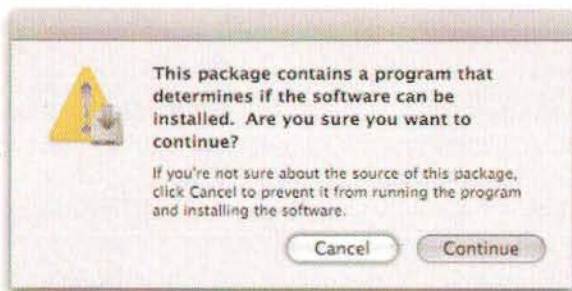 This package contains a program that
determines if the software can be
installed. Are you sure you want to
continue?
If you're not sure about the source of this package,
click Cancel to prevent it from running the program
and installing the software.
Cancel
Continue